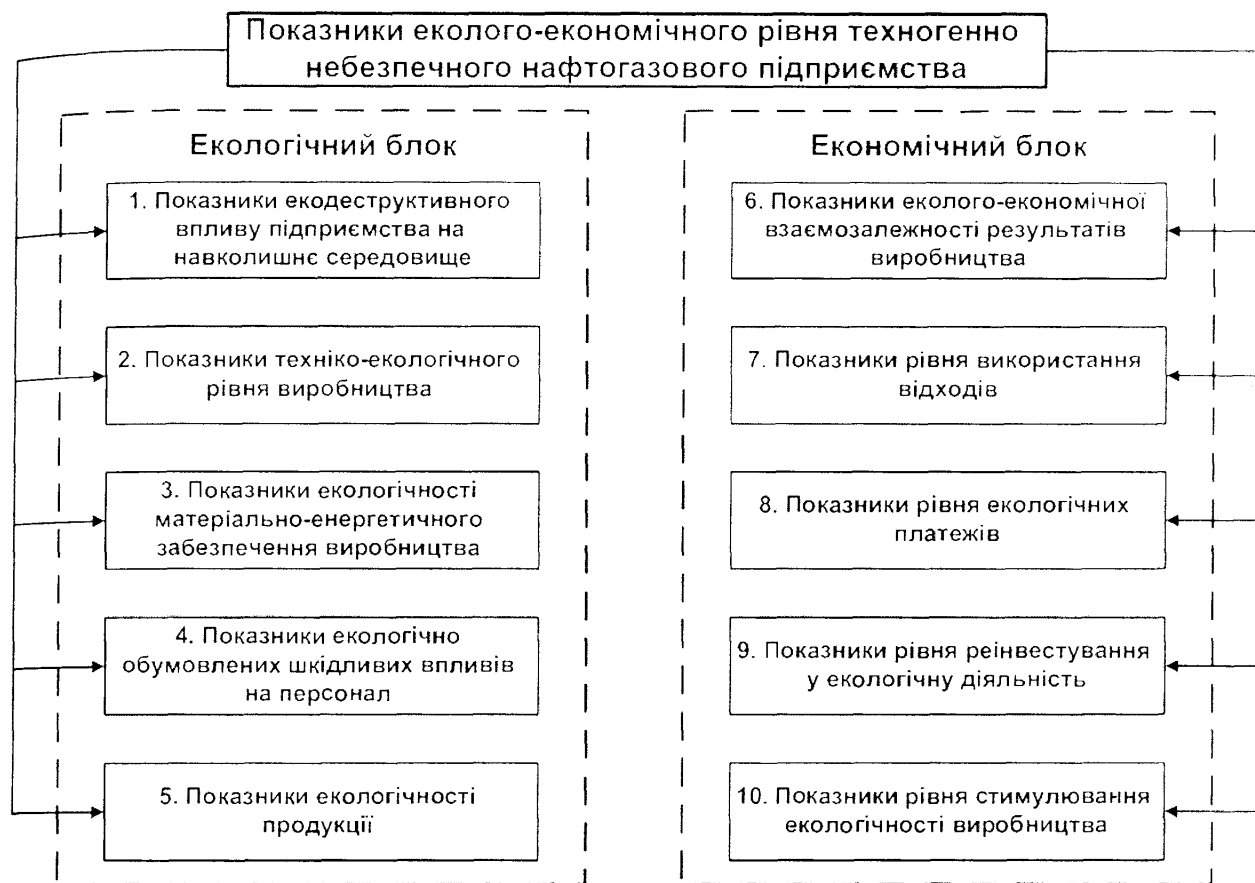 Показники еколого-економічного рівня техногенно
небезпечного нафтогазового підприємства
Екологічний блок
1. Показники екодеструктивного
впливу підприємства на
навколишнє середовище
2. Показники техніко-екологічного
рівня виробництва
3. Показники екологічності
матеріально-енергетичного
забезпечення виробництва
4. Показники екологічно
обумовлених шкідливих впливів
на персонал
5. Показники екологічності
продукції
Економічний блок
6. Показники еколого-економічної
взаємозалежності результатів
виробництва
7. Показники рівня використання
відходів
8. Показники рівня екологічних
платежів
9. Показники рівня реінвестування
у екологічну діяльність
10. Показники рівня стимулювання
екологічності виробництва